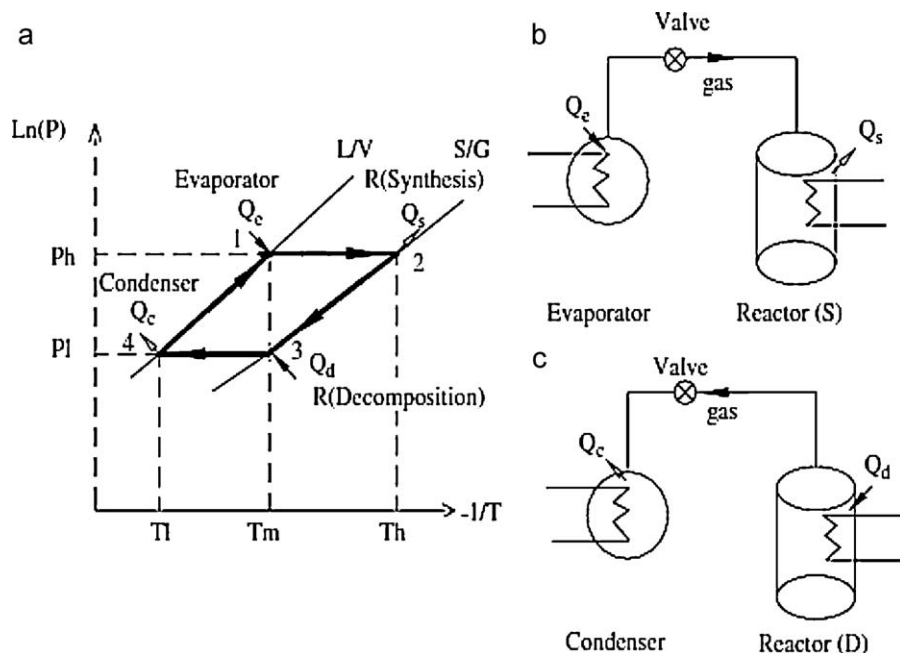 a
Ln(P)
L/V
S/G
Evaporator
R(Synthesis)
Qe
Qs
1
Ph
2
Condenser
Qc
Pl
4
3
Qd
R(Decomposition)
Tl
Tm
Th
-1/T
b
Valve
gas
Qe
Qs
Evaporator
Reactor (S)
c
Valve
gas
Qc
Qd
Condenser
Reactor (D)